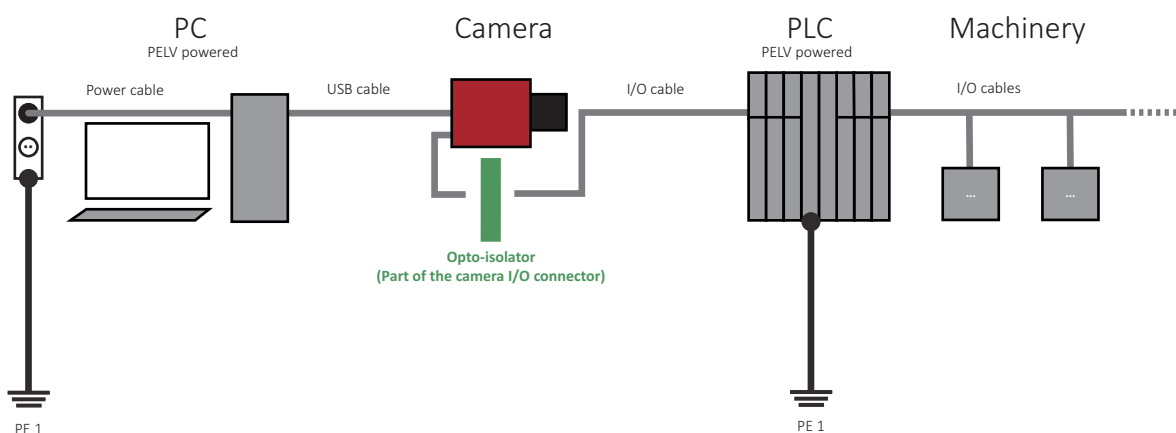 PC
PELV powered
Camera
PLC
PELV powered
Machinery
Power cable
USB cable
I/O cable
I/O cables
...
...
Opto-isolator
(Part of the camera I/O connector)
PE 1
PE 1